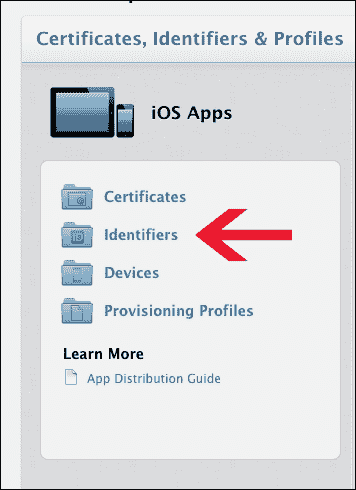 Certificates, Identifiers & Profiles
iOS Apps
Certificates
Identifiers
Devices
Provisioning Profiles
Learn More
App Distribution Guide